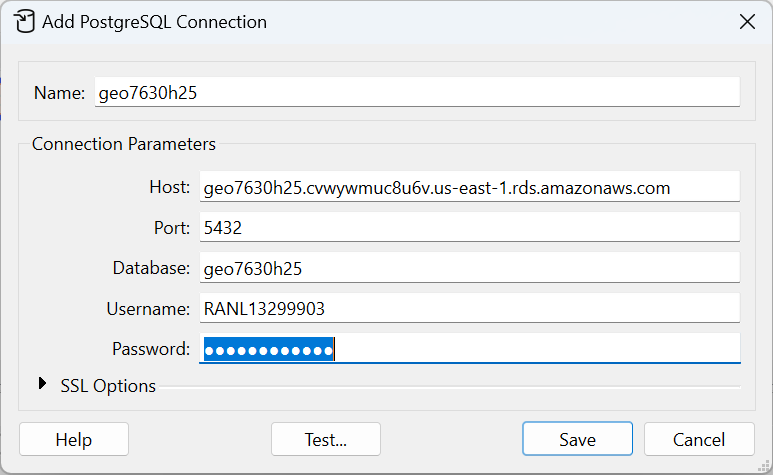 Add PostgreSQL Connection
Name: geo7630h25
Connection Parameters
Host: geo7630h25.cvwywmuc8u6v.us-east-1.rds.amazonaws.com
Port: 5432
Database: geo7630h25
Username: RANL13299903
Password: ●●●●●●●●●●●●
SSL Options
Help Test... Save Cancel